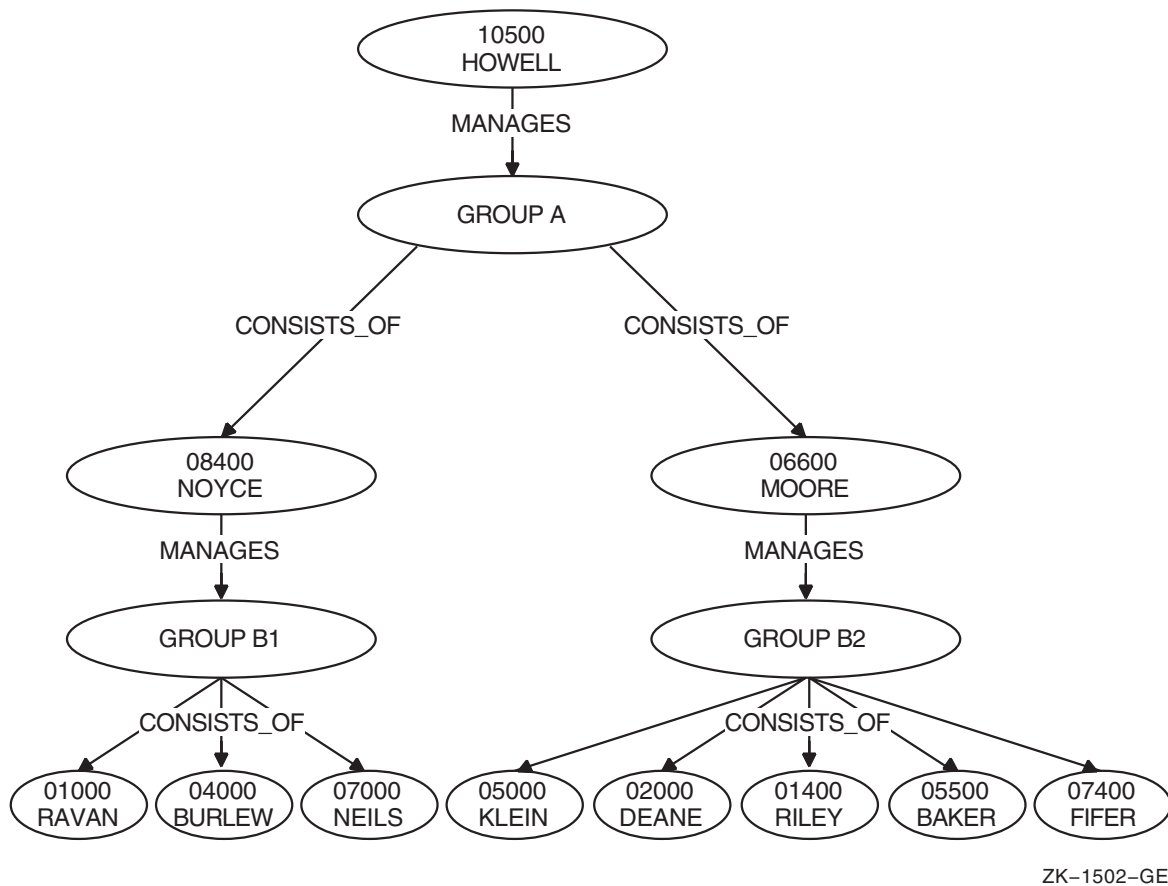 10500
HOWELL
MANAGES
GROUP A
CONSISTS_OF
CONSISTS_OF
08400
NOYCE
06600
MOORE
MANAGES
MANAGES
GROUP B1
GROUP B2
CONSISTS_OF
CONSISTS_OF
01000
RAVAN
04000
BURLEW
07000
NEILS
05000
KLEIN
02000
DEANE
01400
RILEY
05500
BAKER
07400
FIFER
ZK–1502–GE